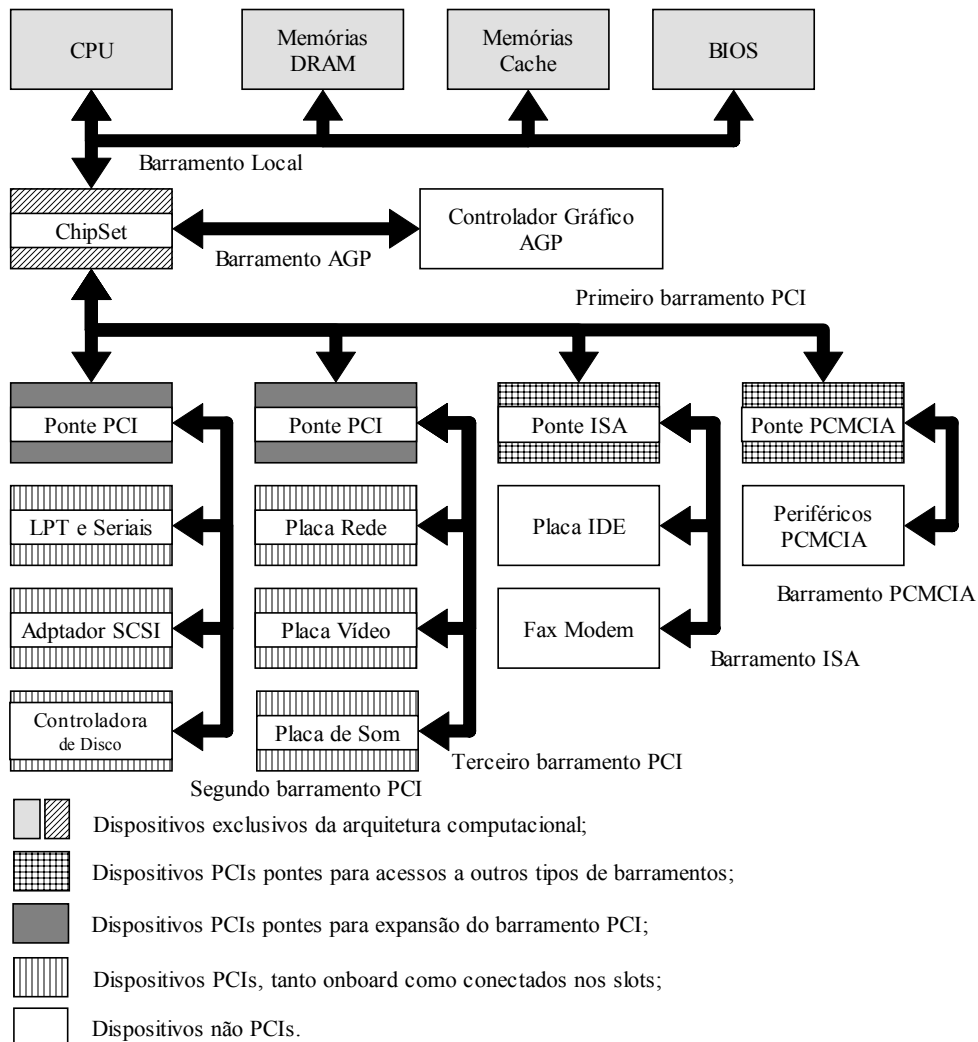 CPU
Memórias
DRAM
Memórias
Cache
BIOS
Barramento Local
ChipSet
Barramento AGP
Controlador Gráfico
AGP
Primeiro barramento PCI
Ponte PCI
Ponte PCI
Ponte ISA
Ponte PCMCIA
LPT e Seriais
Placa Rede
Placa IDE
Periféricos
PCMCIA
Barramento PCMCIA
Adptador SCSI
Placa Vídeo
Fax Modem
Barramento ISA
Controladora
de Disco
Placa de Som
Terceiro barramento PCI
Segundo barramento PCI
Dispositivos exclusivos da arquitetura computacional;
Dispositivos PCIs pontes para acessos a outros tipos de barramentos;
Dispositivos PCIs pontes para expansão do barramento PCI;
Dispositivos PCIs, tanto onboard como conectados nos slots;
Dispositivos não PCIs.